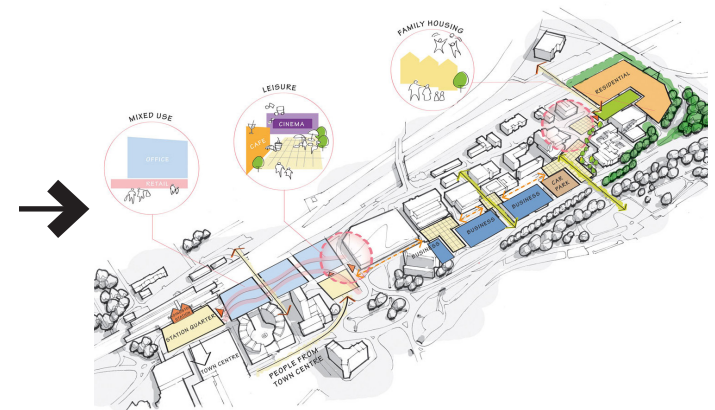 FAMILY HOUSING
LEISURE
CINEMA
CAFE
MIXED USE
OFFICE
RETAIL
RESIDENTIAL
CAR
PARK
BUSINESS
BUSINESS
BUSINESS
STATION QUARTER
TOWN CENTRE
PEOPLE FROM
TOWN CENTRE